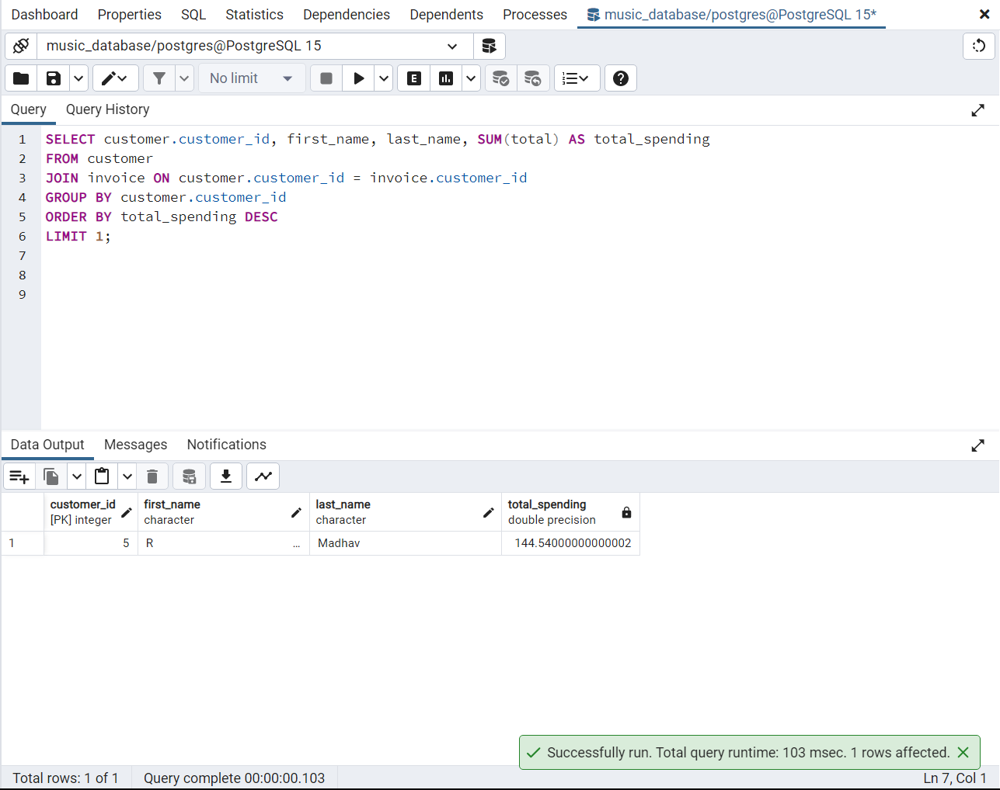 Dashboard Properties SQL Statistics Dependencies Dependents Processes music_database/postgres@PostgreSQL 15*
music_database/postgres@PostgreSQL 15
No limit
Query Query History
1 SELECT customer.customer_id, first_name, last_name, SUM(total) AS total_spending
2 FROM customer
3 JOIN invoice ON customer.customer_id = invoice.customer_id
4 GROUP BY customer.customer_id
5 ORDER BY total_spending DESC
6 LIMIT 1;
7
8
9
Data Output Messages Notifications
customer_id first_name last_name total_spending
[PK] integer character character double precision
1 5 R ... Madhav 144.54000000000002
Successfully run. Total query runtime: 103 msec. 1 rows affected.
Total rows: 1 of 1 Query complete 00:00:00.103 Ln 7, Col 1